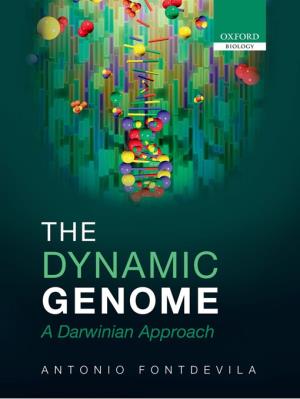 OXFORD
BIOLOGY
THE
DYNAMIC
GENOME
A Darwinian Approach
ANTONIO FONTDEVILA